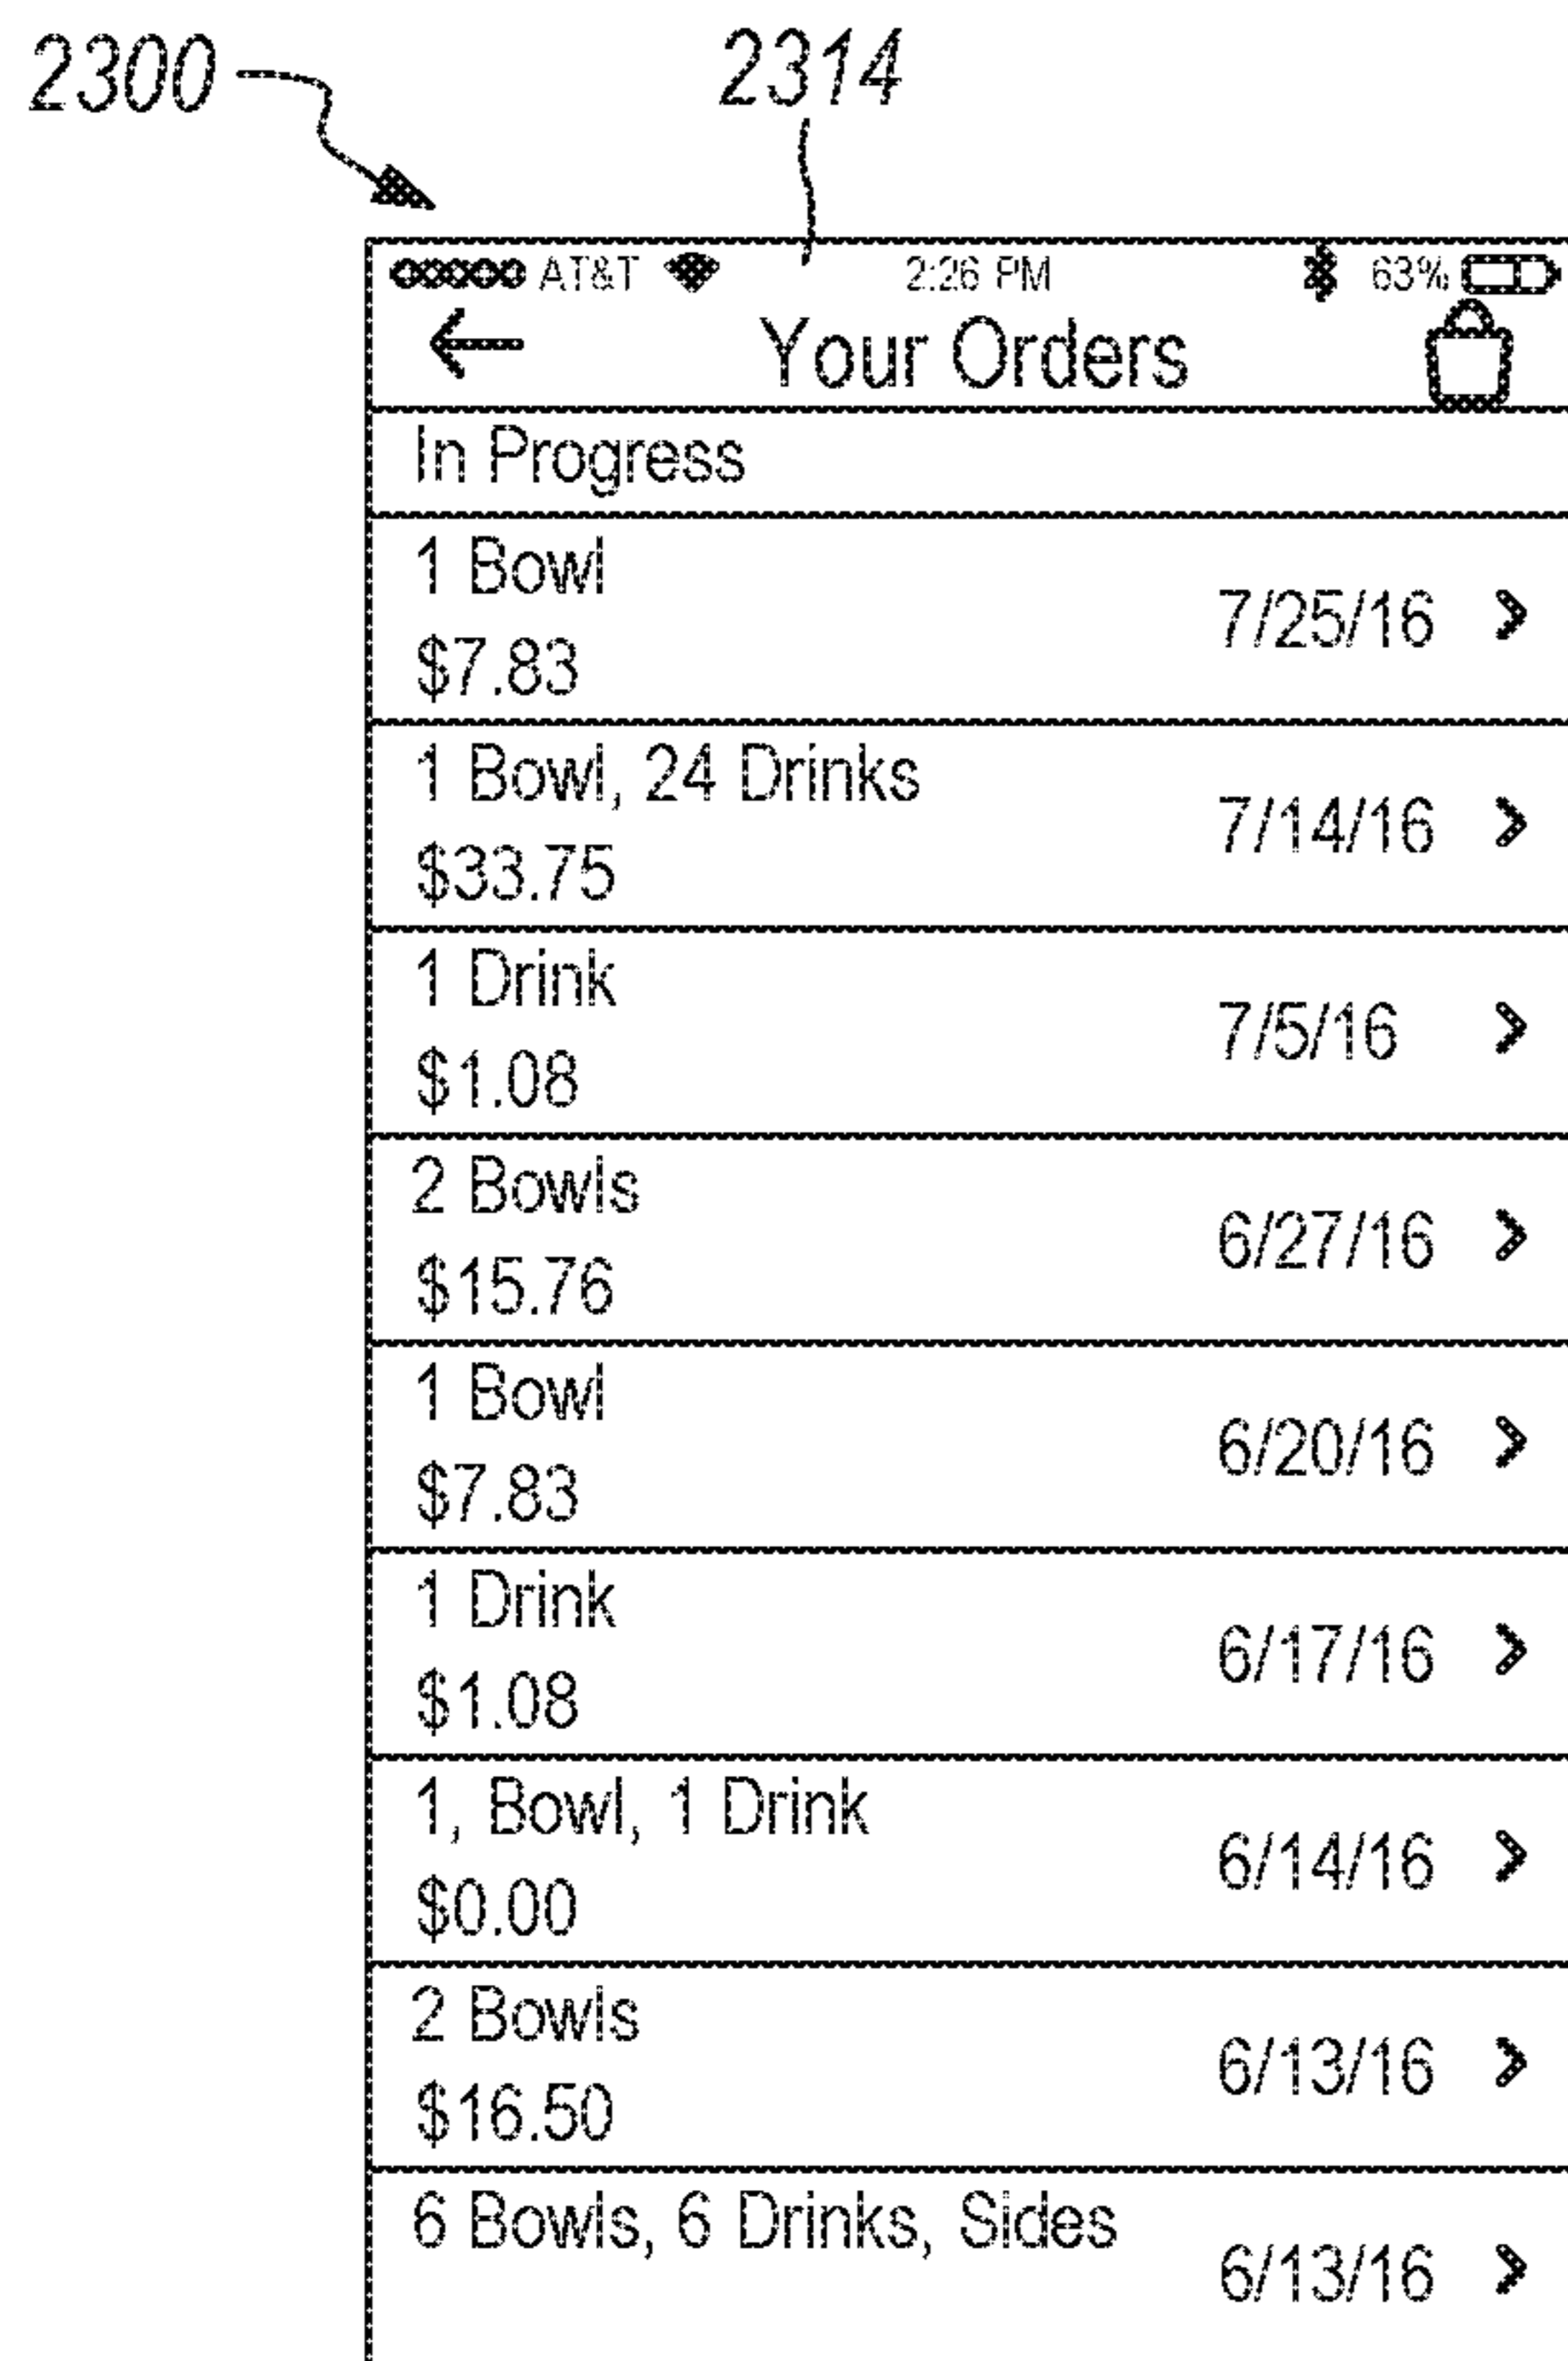 2300 2314
AT&T 2:26 PM 63%
Your Orders
In Progress
1 Bowl
7/25/16
$7.83
1 Bowl, 24 Drinks
7/14/16
$33.75
1 Drink
7/5/16
$1.08
2 Bowls
6/27/16
$15.76
1 Bowl
6/20/16
$7.83
1 Drink
6/17/16
$1.08
1, Bowl, 1 Drink
6/14/16
$0.00
2 Bowls
6/13/16
$16.50
6 Bowls, 6 Drinks, Sides
6/13/16